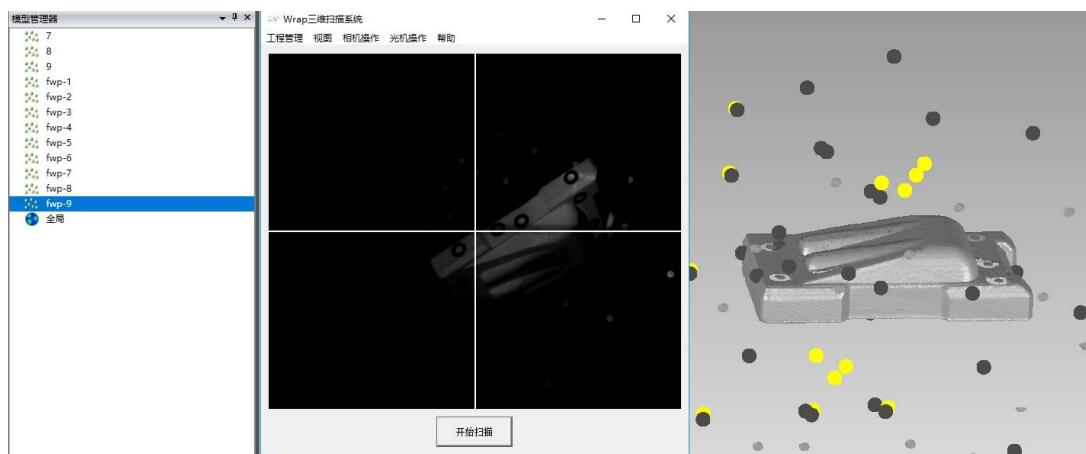 模型管理器
7
8
9
fwp-1
fwp-2
fwp-3
fwp-4
fwp-5
fwp-6
fwp-7
fwp-8
fwp-9
全局
Wrap三维扫描系统
工程管理 视图 相机操作 光机操作 帮助
开始扫描